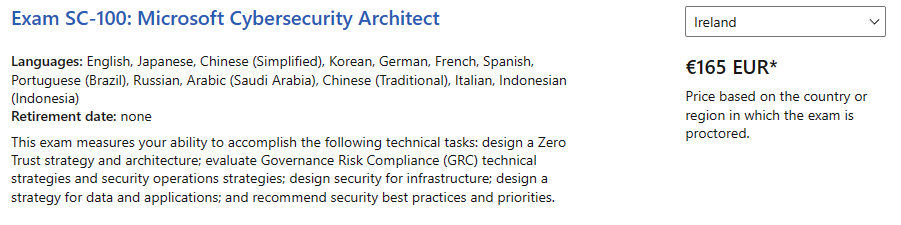 Exam SC-100: Microsoft Cybersecurity Architect
Languages: English, Japanese, Chinese (Simplified), Korean, German, French, Spanish,
Portuguese (Brazil), Russian, Arabic (Saudi Arabia), Chinese (Traditional), Italian, Indonesian
(Indonesia)
Retirement date: none
This exam measures your ability to accomplish the following technical tasks: design a Zero
Trust strategy and architecture; evaluate Governance Risk Compliance (GRC) technical
strategies and security operations strategies; design security for infrastructure; design a
strategy for data and applications; and recommend security best practices and priorities.
Ireland
€165 EUR*
Price based on the country or
region in which the exam is
proctored.